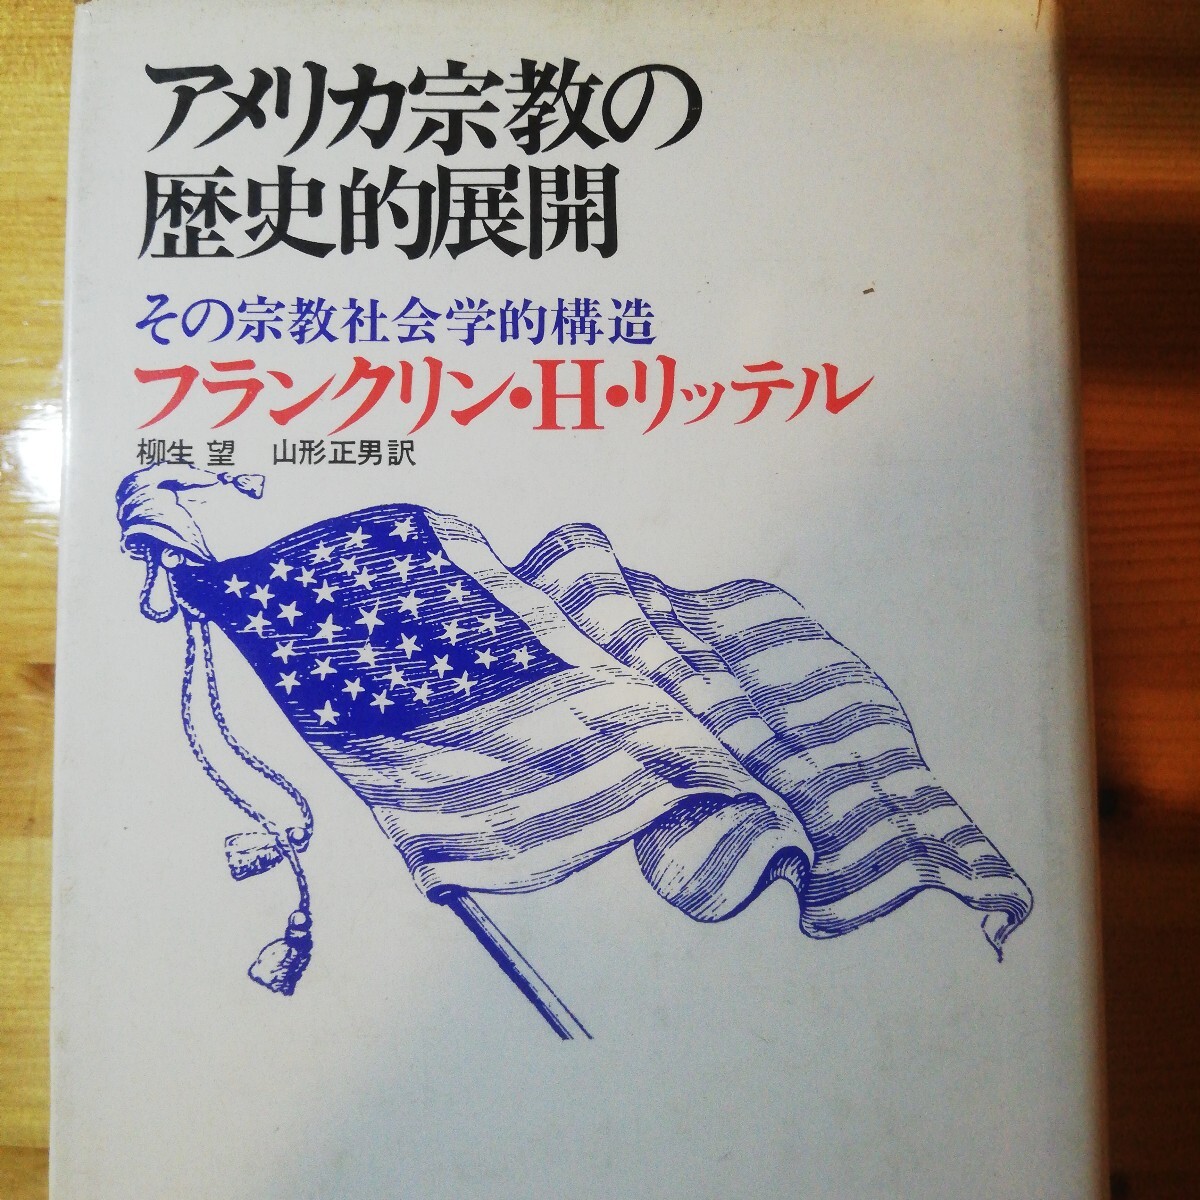 アメリカ宗教の
歴史的展開
その宗教社会学的構造
フランクリン・H・リッテル
柳生 望　山形正男訳